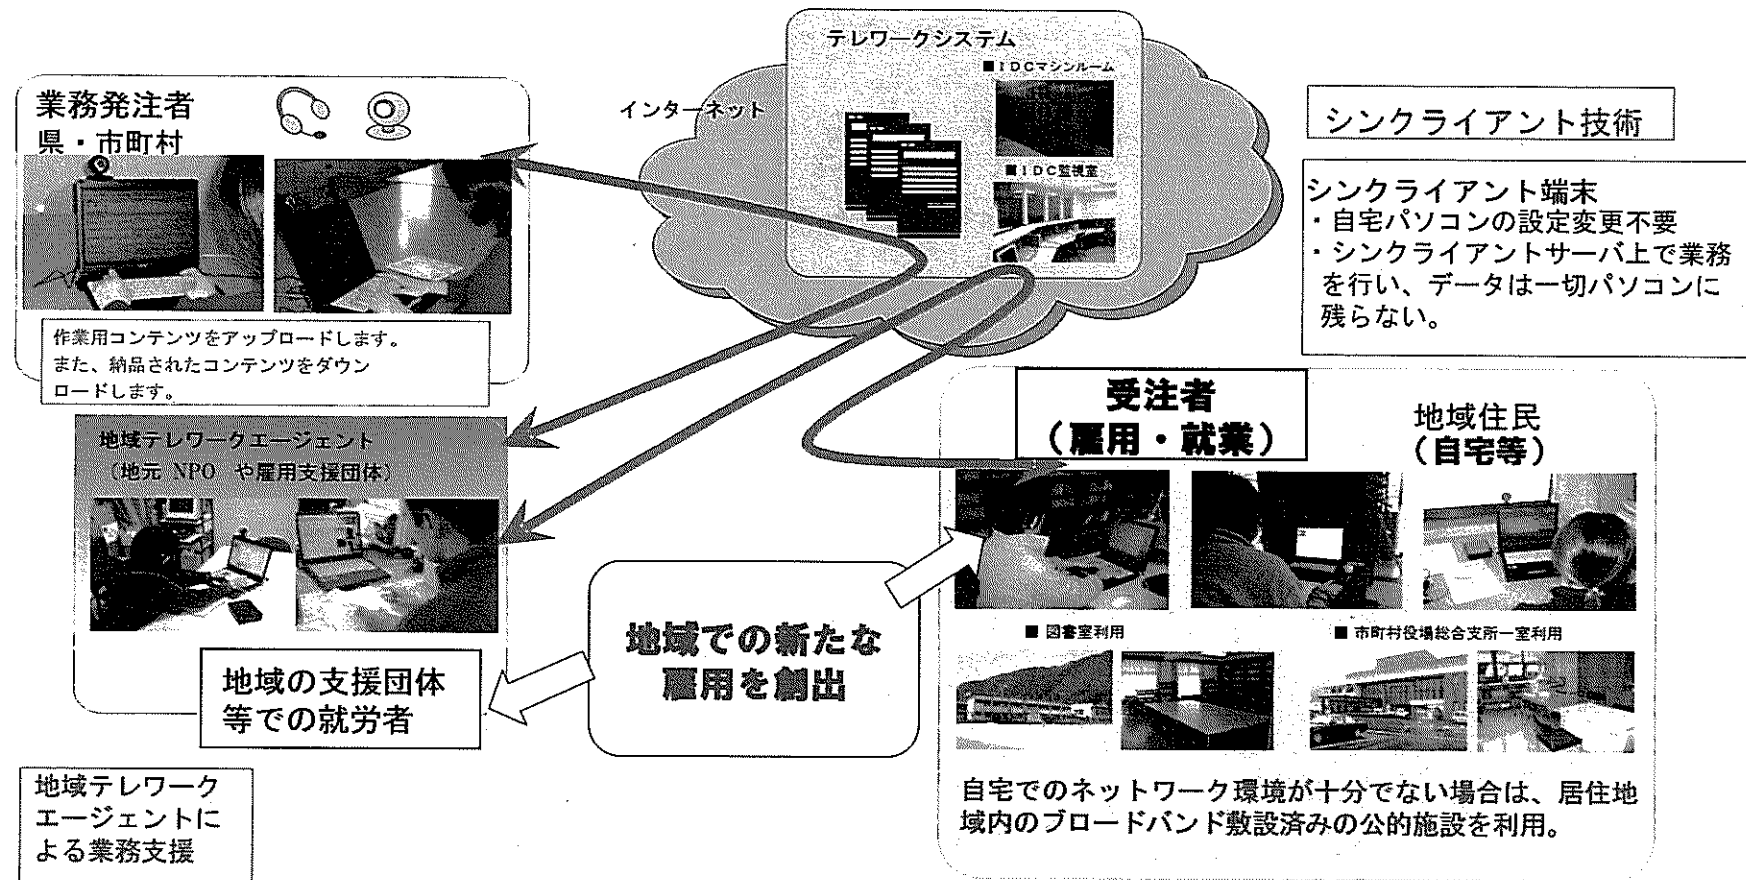 テレワークシステム
■IDCマシンルーム
インターネット
■IDC監視室
業務発注者
県・市町村
作業用コンテンツをアップロードします。
また、納品されたコンテンツをダウン
ロードします。
シンクライアント技術
シンクライアント端末
・自宅パソコンの設定変更不要
・シンクライアントサーバ上で業務
を行い、データは一切パソコンに
残らない。
地域テレワークエージェント
（地元 NPO や雇用支援団体）
地域の支援団体
等での就労者
地域テレワーク
エージェントに
よる業務支援
地域での新たな
雇用を創出
受注者
（雇用・就業）
地域住民
（自宅等）
■ 図書室利用
■ 市町村役場総合支所一室利用
自宅でのネットワーク環境が十分でない場合は、居住地
域内のブロードバンド敷設済みの公的施設を利用。